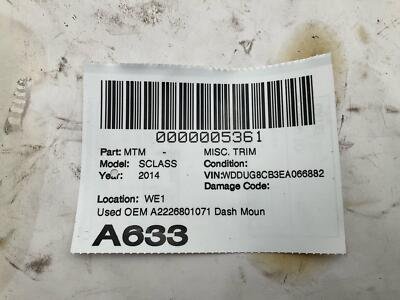 0000005361
Part: MTM MISC. TRIM
Model: SCLASS Condition:
Year: 2014 VIN:WDDUG8CB3EA066882
Damage Code:
Location: WE1
Used OEM A2226801071 Dash Moun
A633